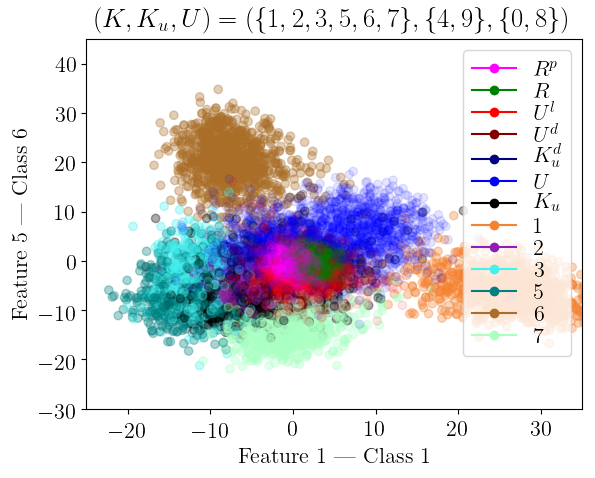 (K, K_u, U) = ({1, 2, 3, 5, 6, 7}, {4, 9}, {0, 8})
40
30
20
10
0
−10
−20
−30
Feature 5 — Class 6
−20 −10 0 10 20 30
Feature 1 — Class 1
R^p
R
U^l
U^d
K_u^d
U
K_u
1
2
3
5
6
7